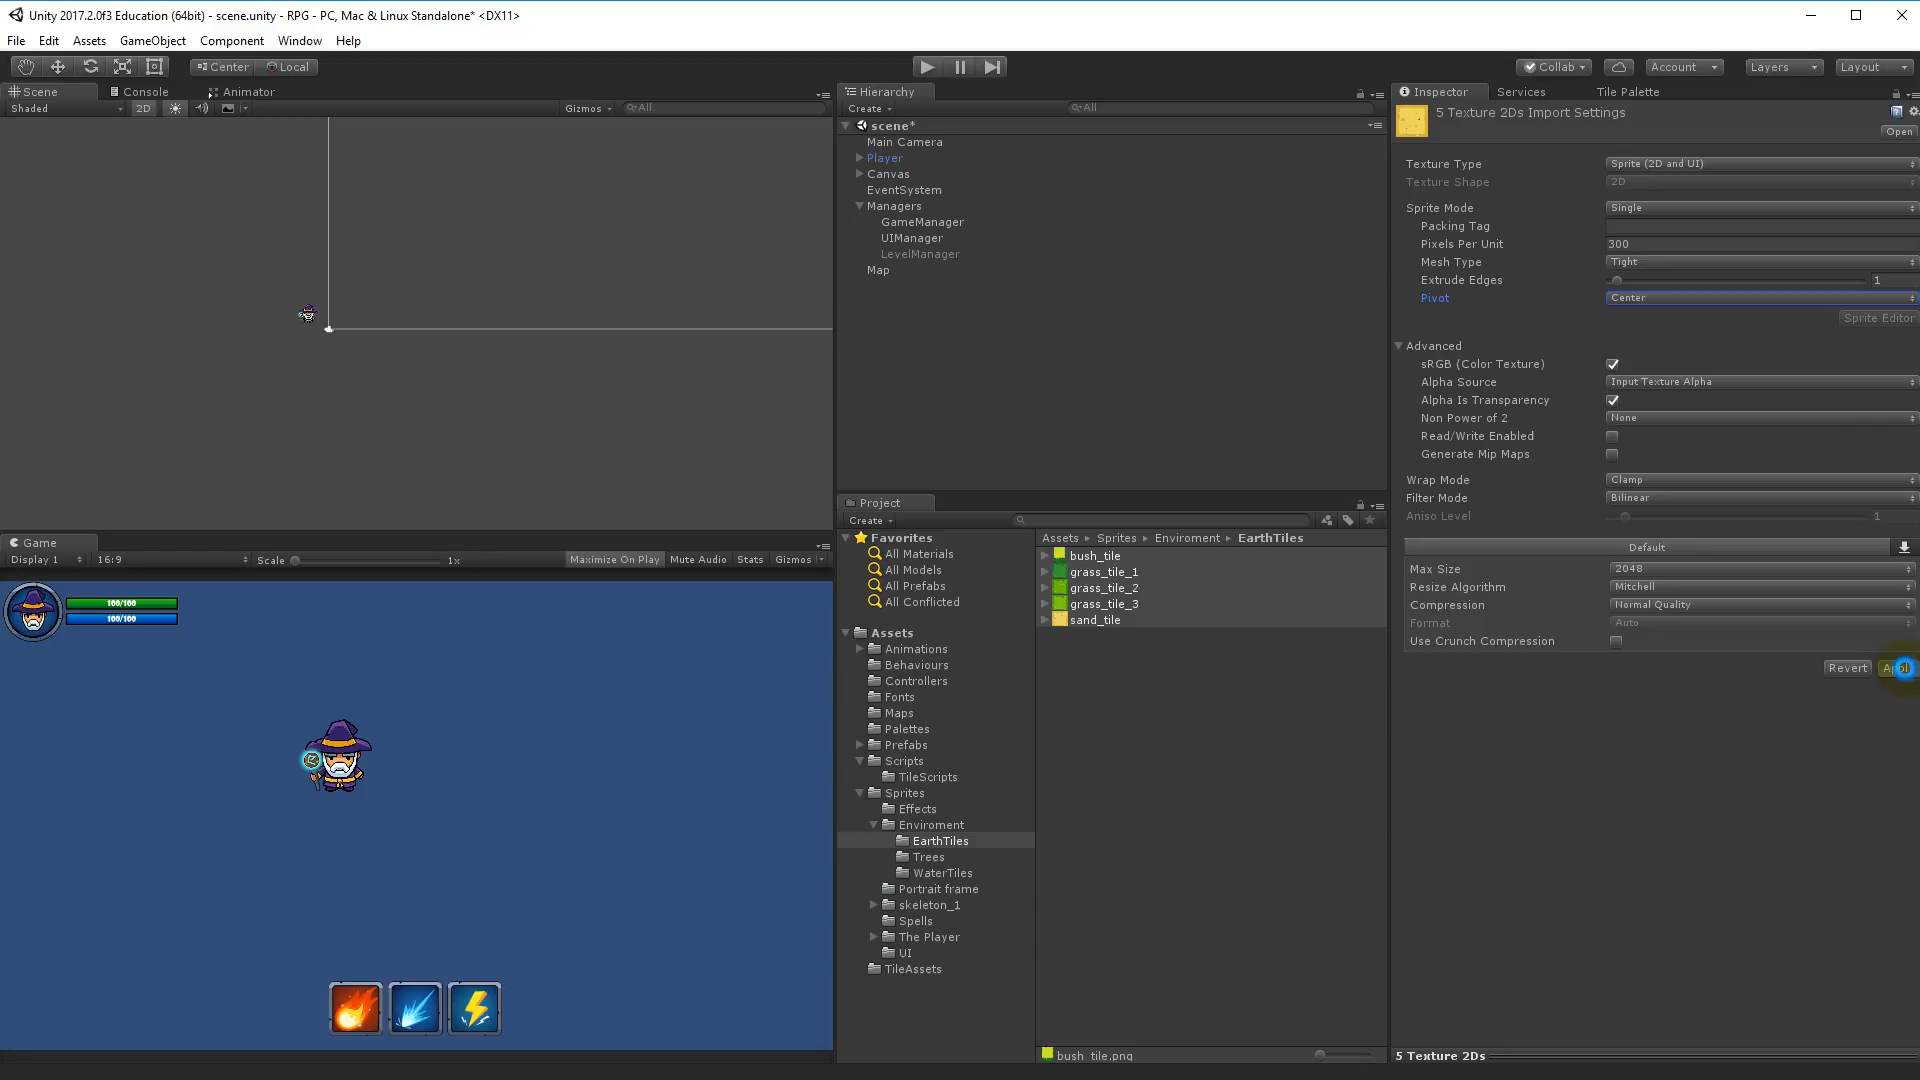 Unity 2017.2.0f3 Education (64bit) - scene.unity - RPG - PC, Mac & Linux Standalone* <DX11>
File Edit Assets GameObject Component Window Help
Center Local Collab Account Layers Layout
Scene Console Animator
Shaded 2D Gizmos All
Hierarchy
Create All
scene*
Main Camera
Player
Canvas
EventSystem
Managers
GameManager
UIManager
LevelManager
Map
Inspector Services Tile Palette
5 Texture 2Ds Import Settings
Open
Texture Type Sprite (2D and UI)
Texture Shape 2D
Sprite Mode Single
Packing Tag
Pixels Per Unit 300
Mesh Type Tight
Extrude Edges 1
Pivot Center
Sprite Editor
Advanced
sRGB (Color Texture)
Alpha Source Input Texture Alpha
Alpha Is Transparency
Non Power of 2 None
Read/Write Enabled
Generate Mip Maps
Wrap Mode Clamp
Filter Mode Bilinear
Aniso Level 1
Default
Max Size 2048
Resize Algorithm Mitchell
Compression Normal Quality
Format Auto
Use Crunch Compression
Revert
5 Texture 2Ds
Project
Create
Favorites
All Materials
All Models
All Prefabs
All Conflicted
Assets
Animations
Behaviours
Controllers
Fonts
Maps
Palettes
Prefabs
Scripts
TileScripts
Sprites
Effects
Enviroment
EarthTiles
Trees
WaterTiles
Portrait frame
skeleton_1
Spells
The Player
UI
TileAssets
Assets Sprites Enviroment EarthTiles
bush_tile
grass_tile_1
grass_tile_2
grass_tile_3
sand_tile
bush_tile.png
Game
Display 1 16:9 Scale 1x Maximize On Play Mute Audio Stats Gizmos
100/100
100/100